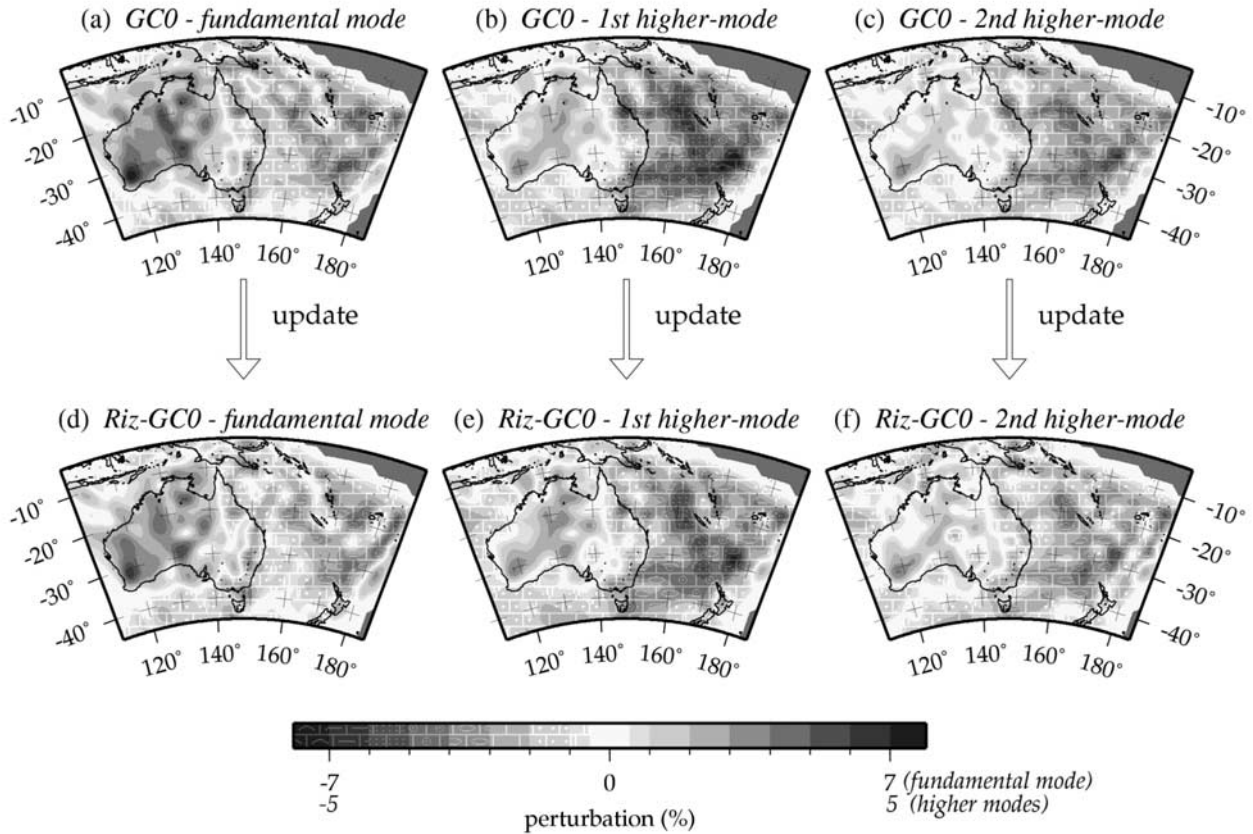 (a) GC0 - fundamental mode
(b) GC0 - 1st higher-mode
(c) GC0 - 2nd higher-mode
-10°
-20°
-30°
-40°
-10°
-20°
-30°
-40°
120° 140° 160° 180°
120° 140° 160° 180°
120° 140° 160° 180°
update
update
update
(d) Riz-GC0 - fundamental mode
(e) Riz-GC0 - 1st higher-mode
(f) Riz-GC0 - 2nd higher-mode
-10°
-20°
-30°
-40°
-10°
-20°
-30°
-40°
120° 140° 160° 180°
120° 140° 160° 180°
120° 140° 160° 180°
-7 0 7 (fundamental mode)
-5 5 (higher modes)
perturbation (%)